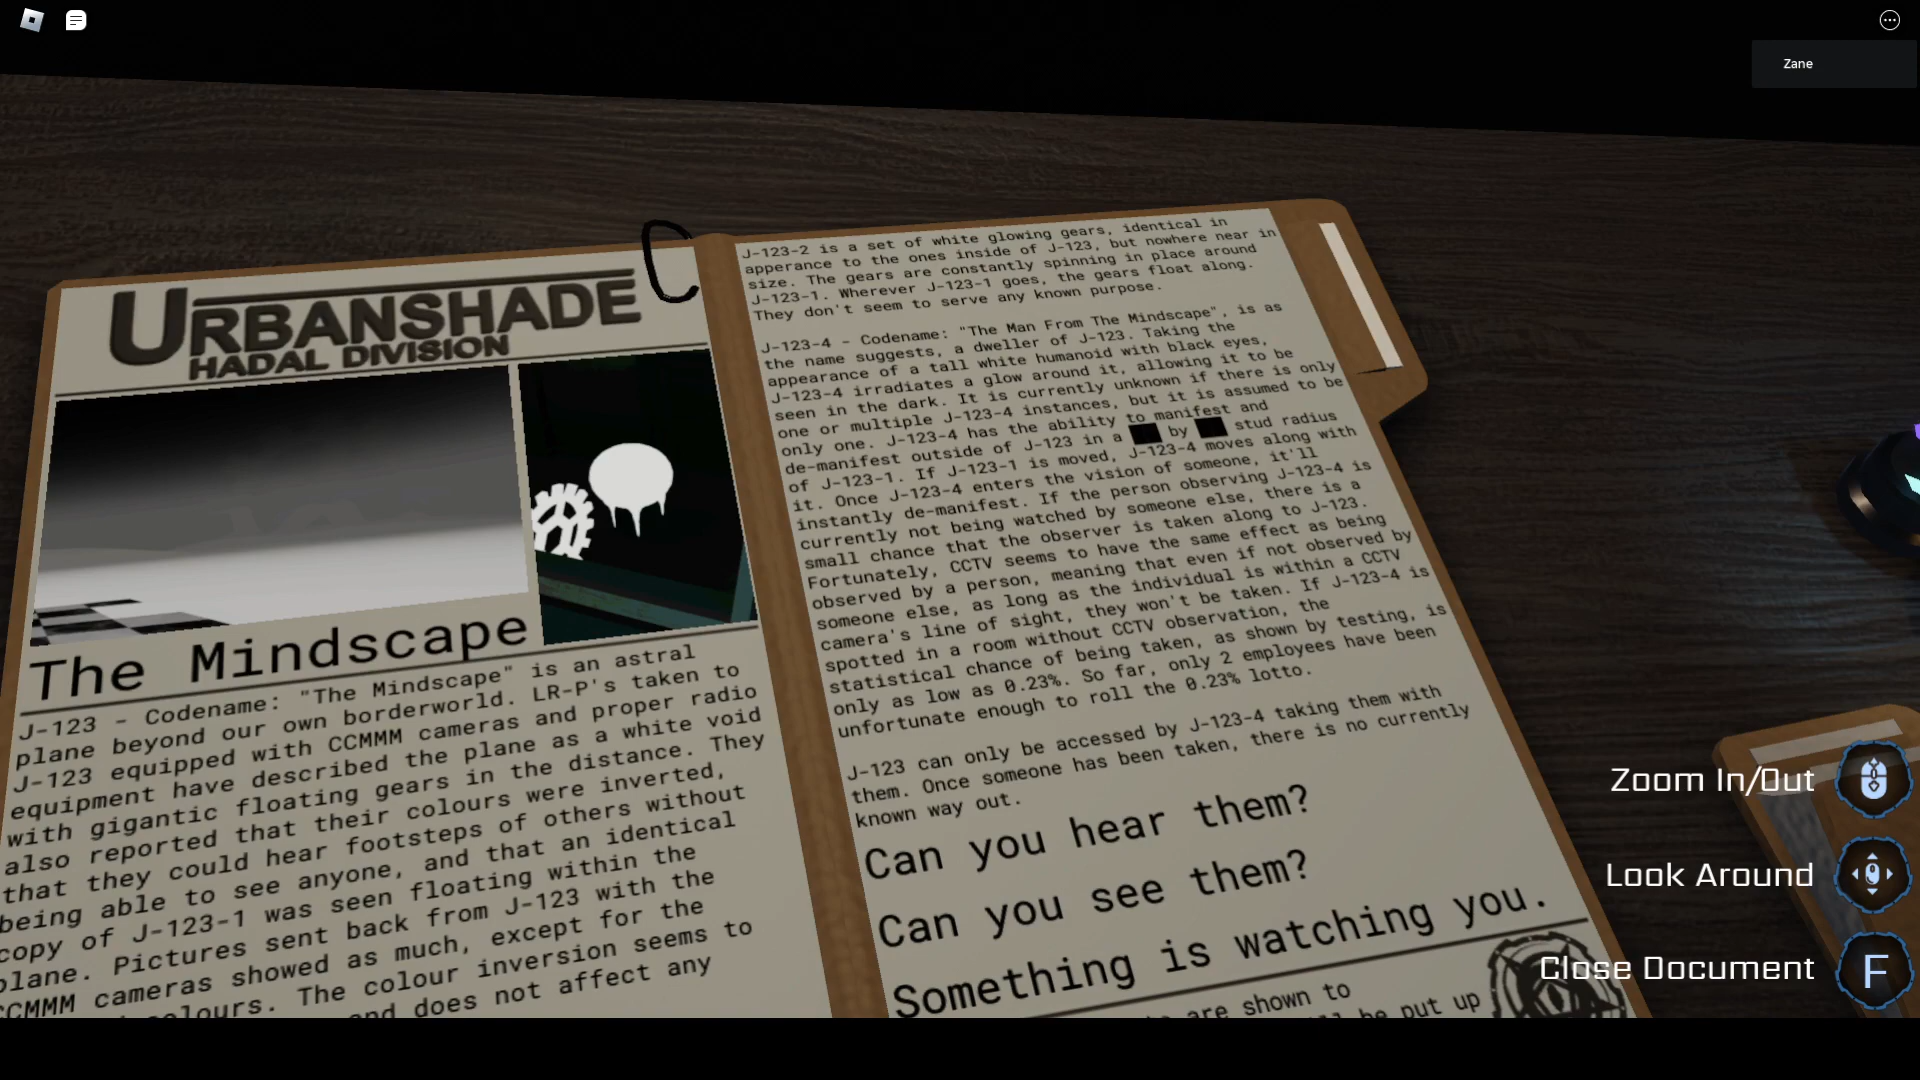 Zane
URBANSHADE
HADAL DIVISION
The Mindscape
J-123 - Codename: "The Mindscape" is an astral
plane beyond our own borderworld. LR-P's taken to
J-123 equipped with CCMMM cameras and proper radio
equipment have described the plane as a white void
with gigantic floating gears in the distance. They
also reported that their colours were inverted,
that they could hear footsteps of others without
being able to see anyone, and that an identical
copy of J-123-1 was seen floating within the
plane. Pictures sent back from J-123 with the
CCMMM cameras showed as much, except for the
colours. The colour inversion seems to
and does not affect any
J-123-2 is a set of white glowing gears, identical in
apperance to the ones inside of J-123, but nowhere near in
size. The gears are constantly spinning in place around
J-123-1. Wherever J-123-1 goes, the gears float along.
They don't seem to serve any known purpose.
J-123-4 - Codename: "The Man From The Mindscape", is as
the name suggests, a dweller of J-123. Taking the
appearance of a tall white humanoid with black eyes,
J-123-4 irradiates a glow around it, allowing it to be
seen in the dark. It is currently unknown if there is only
one or multiple J-123-4 instances, but it is assumed to be
only one. J-123-4 has the ability to manifest and
de-manifest outside of J-123 in a by stud radius
of J-123-1. If J-123-1 is moved, J-123-4 moves along with
it. Once J-123-4 enters the vision of someone, it'll
instantly de-manifest. If the person observing J-123-4 is
currently not being watched by someone else, there is a
small chance that the observer is taken along to J-123.
Fortunately, CCTV seems to have the same effect as being
observed by a person, meaning that even if not observed by
someone else, as long as the individual is within a CCTV
camera's line of sight, they won't be taken. If J-123-4 is
spotted in a room without CCTV observation, the
statistical chance of being taken, as shown by testing, is
only as low as 0.23%. So far, only 2 employees have been
unfortunate enough to roll the 0.23% lotto.
J-123 can only be accessed by J-123-4 taking them with
them. Once someone has been taken, there is no currently
known way out.
Can you hear them?
Can you see them?
Something is watching you.
are shown to
be put up
Zoom In/Out
Look Around
Close Document
F